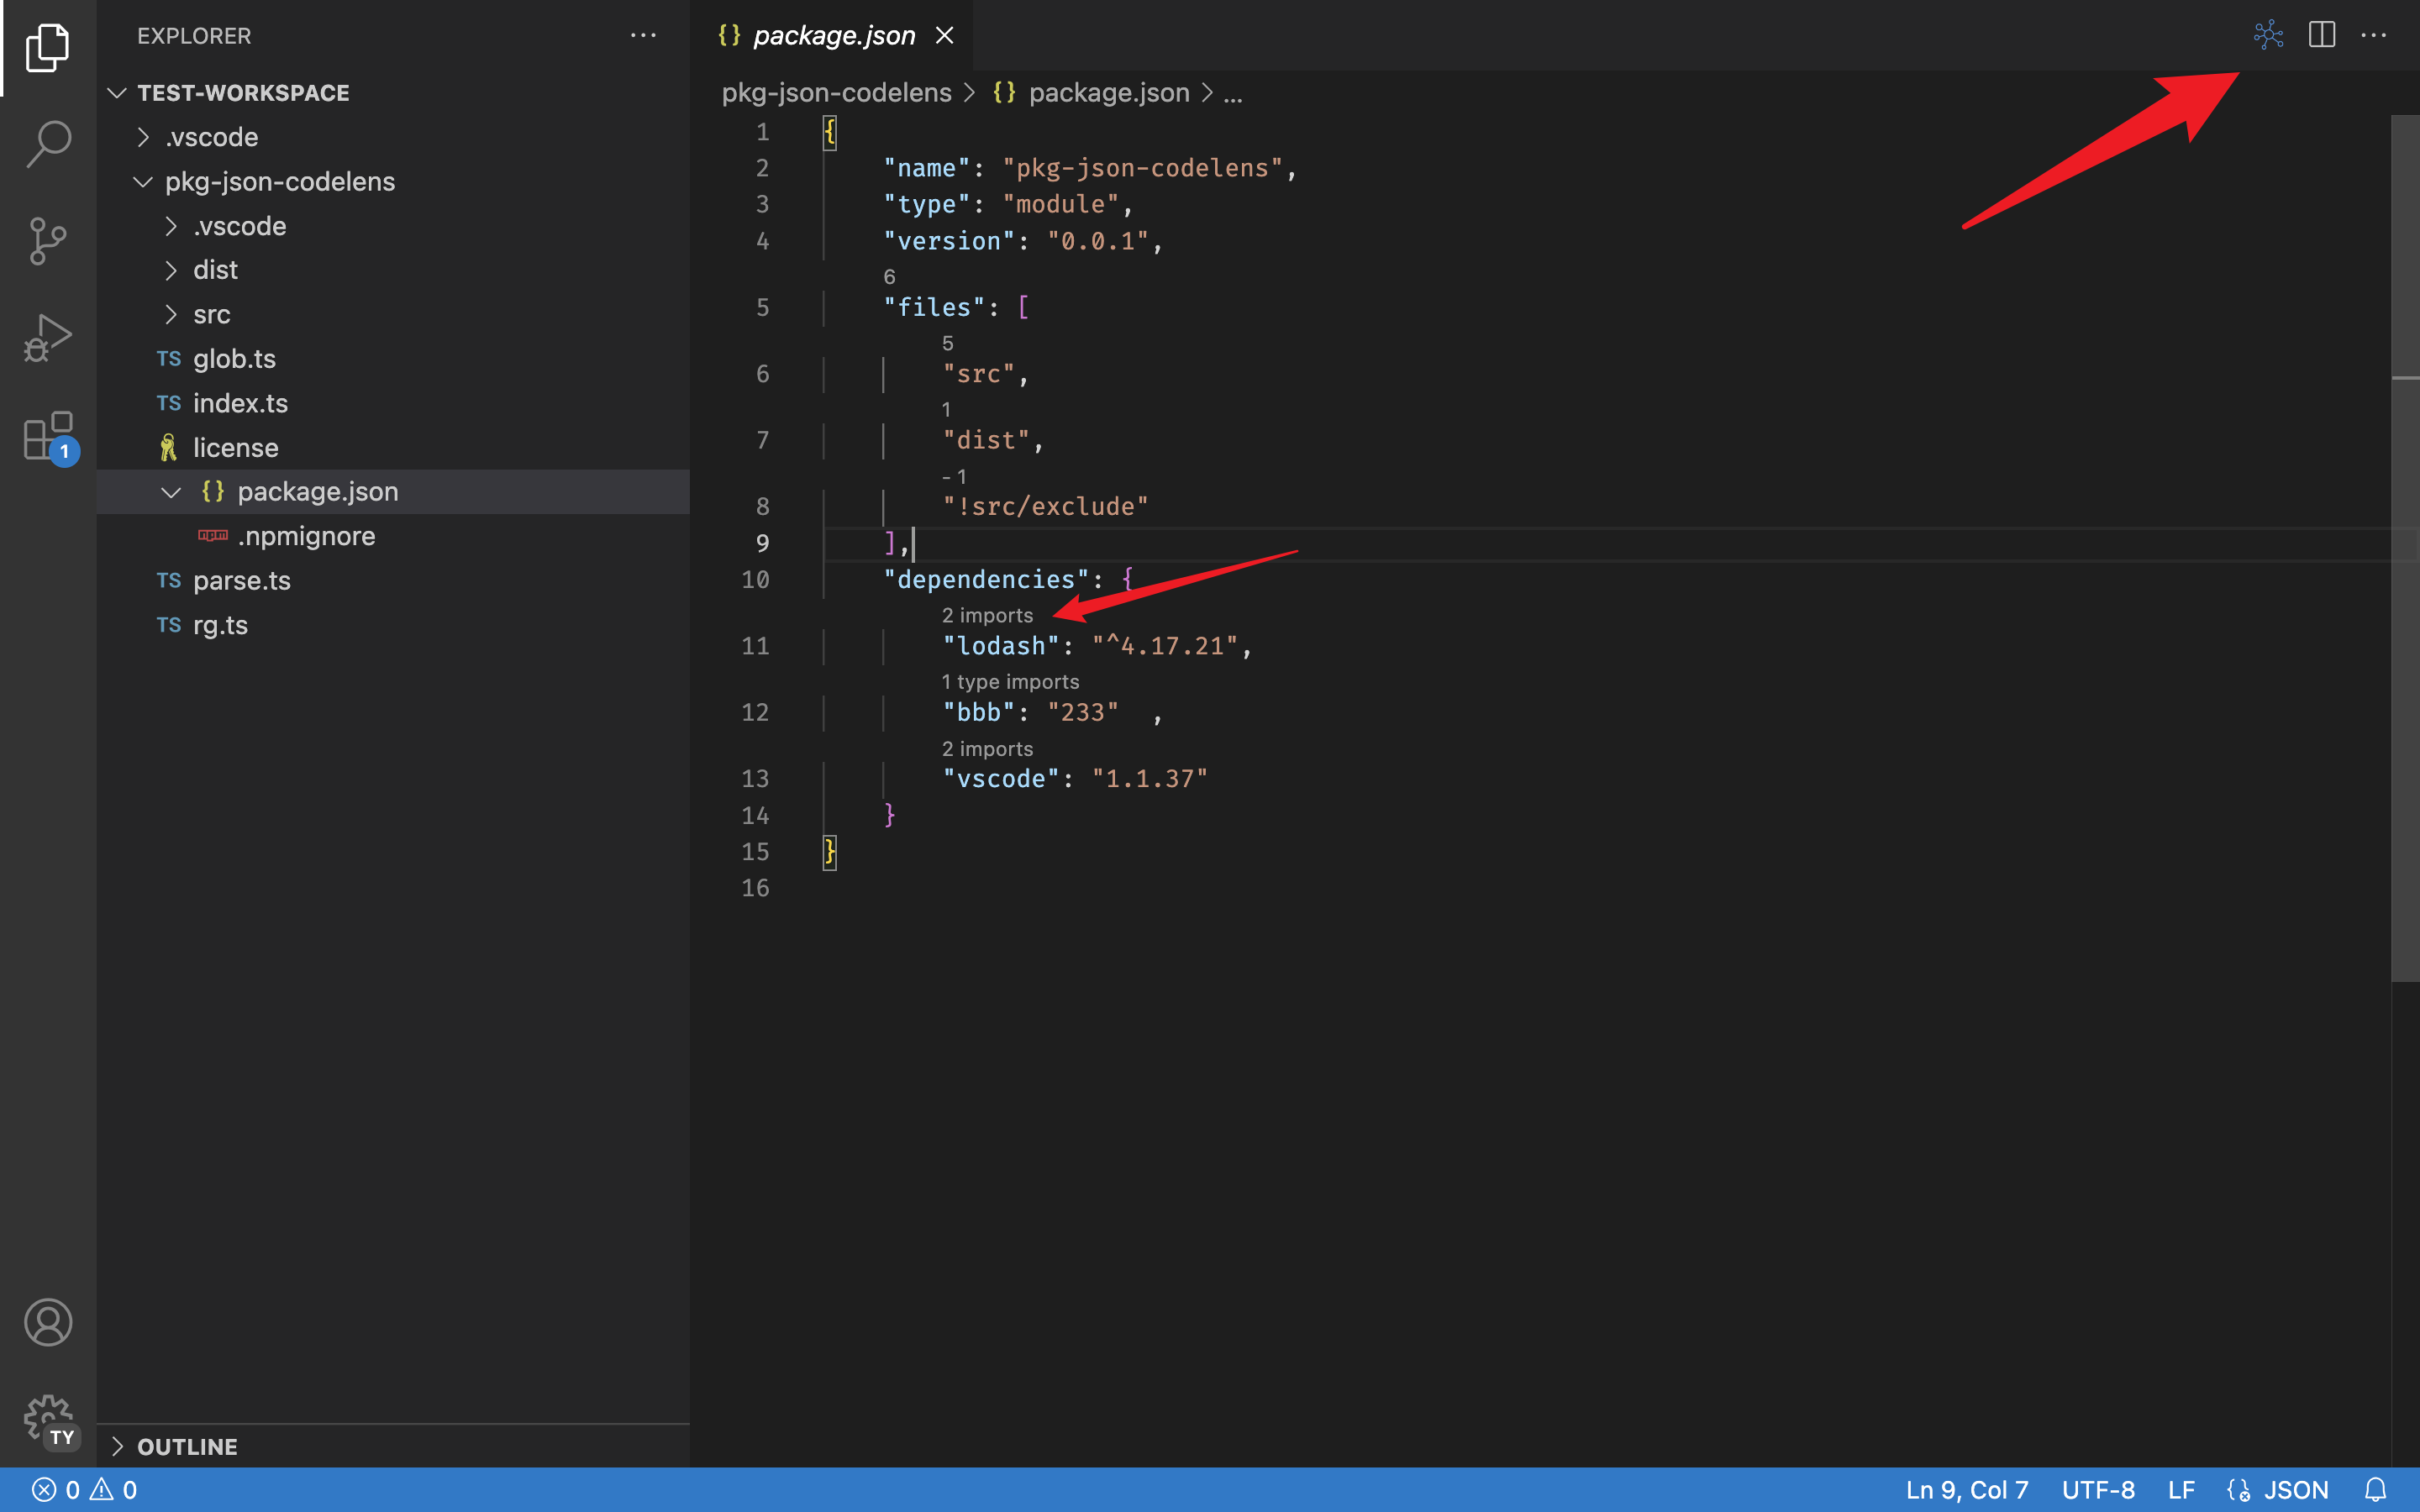 EXPLORER
TEST-WORKSPACE
.vscode
pkg-json-codelens
.vscode
dist
src
TS glob.ts
TS index.ts
license
{} package.json
.npmignore
TS parse.ts
TS rg.ts
OUTLINE
1
TY
{} package.json
pkg-json-codelens > {} package.json > ...
1 {
2 "name": "pkg-json-codelens",
3 "type": "module",
4 "version": "0.0.1",
6
5 "files": [
5
6 "src",
1
7 "dist",
-1
8 "!src/exclude"
9 ],
10 "dependencies": {
2 imports
11 "lodash": "^4.17.21",
1 type imports
12 "bbb": "233" ,
2 imports
13 "vscode": "1.1.37"
14 }
15 }
16
0 0
Ln 9, Col 7 UTF-8 LF JSON